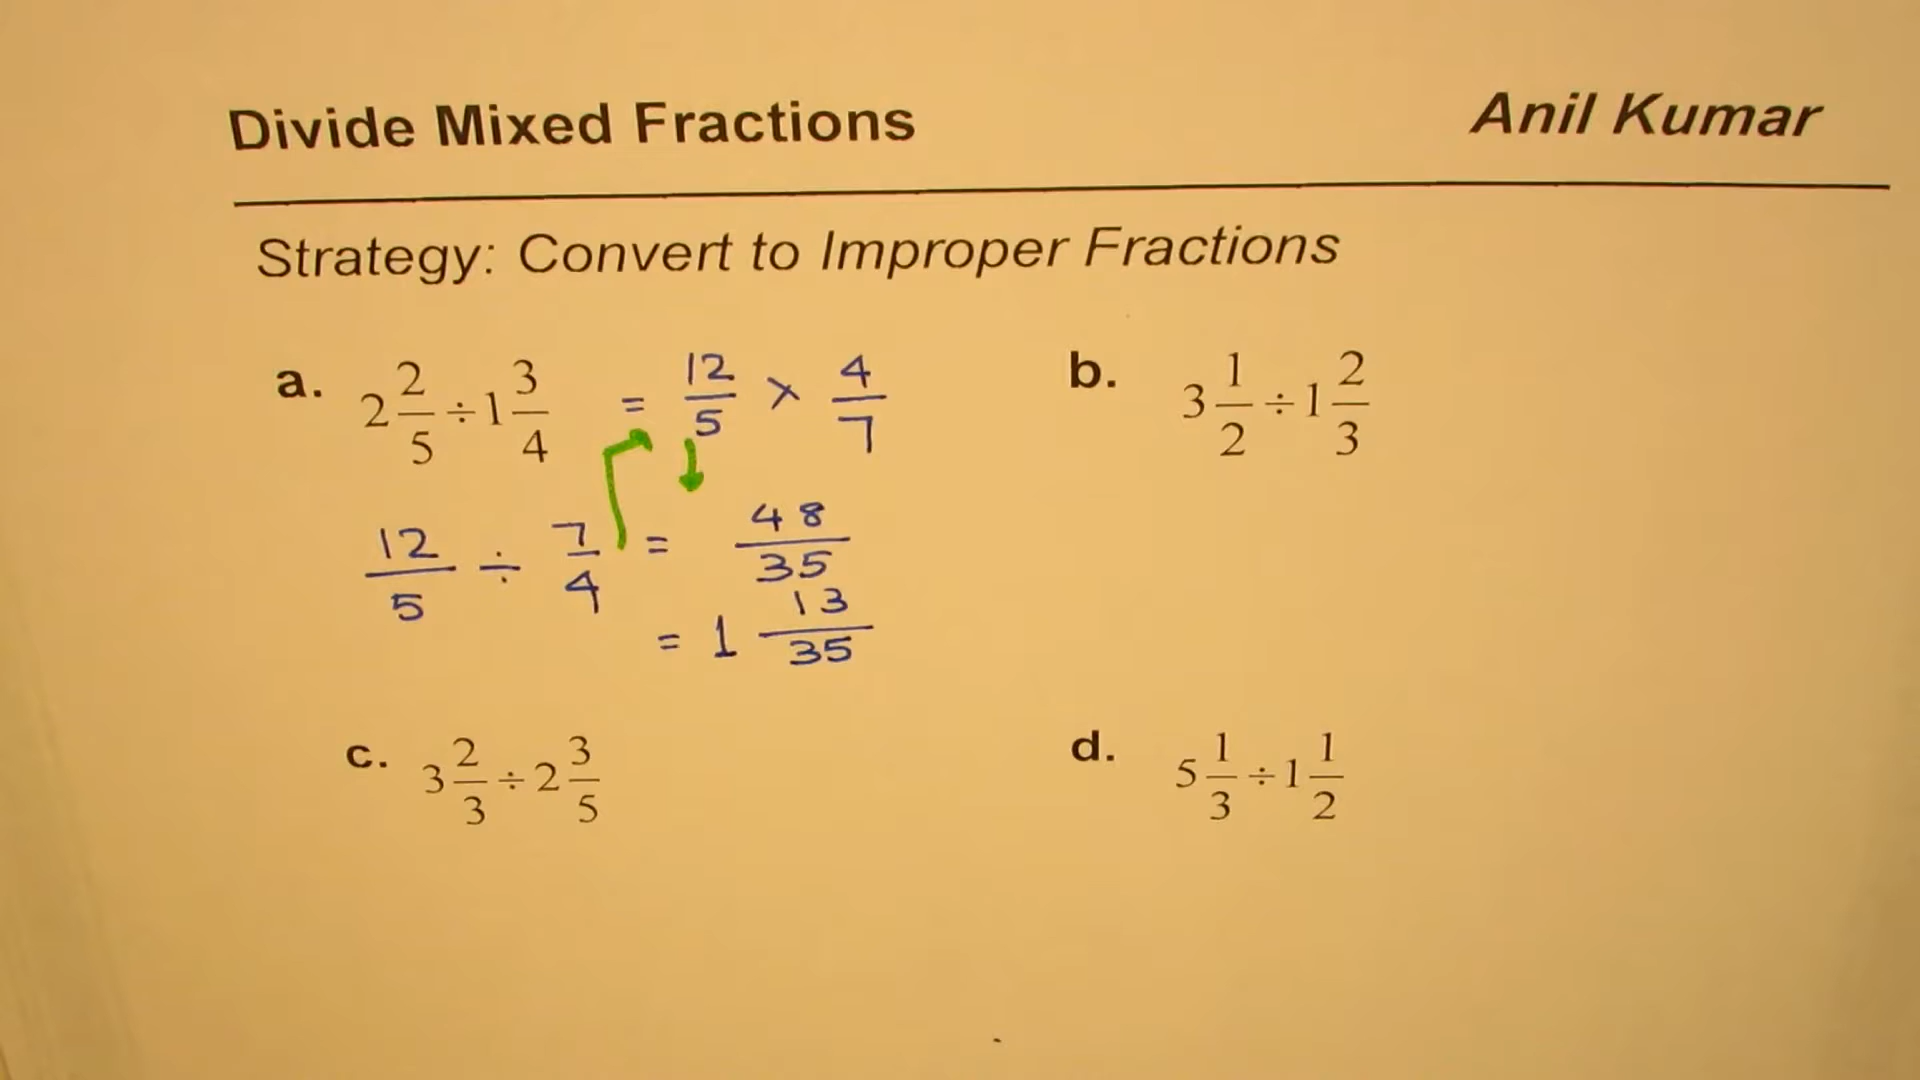 Divide Mixed Fractions
Anil Kumar
Strategy: Convert to Improper Fractions
a. 2 2/5 ÷ 1 3/4 = 12/5 × 4/7
12/5 ÷ 7/4 = 48/35
= 1 13/35
b. 3 1/2 ÷ 1 2/3
c. 3 2/3 ÷ 2 3/5
d. 5 1/3 ÷ 1 1/2